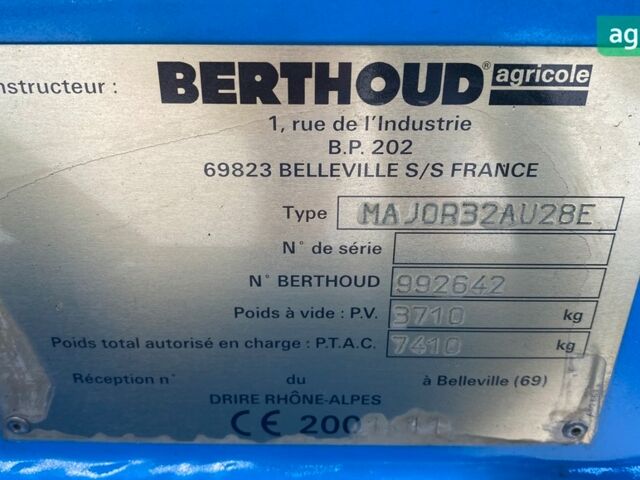 nstructeur : BERTHOUD® agricole
1, rue de l'Industrie
B.P. 202
69823 BELLEVILLE S/S FRANCE
Type MAJOR32AU28E
N° de série
N° BERTHOUD 992642
Poids à vide : P.V. 3710 kg
Poids total autorisé en charge : P.T.A.C. 7410 kg
Réception n° du à Belleville (69)
DRIRE RHÔNE-ALPES
CE
ag